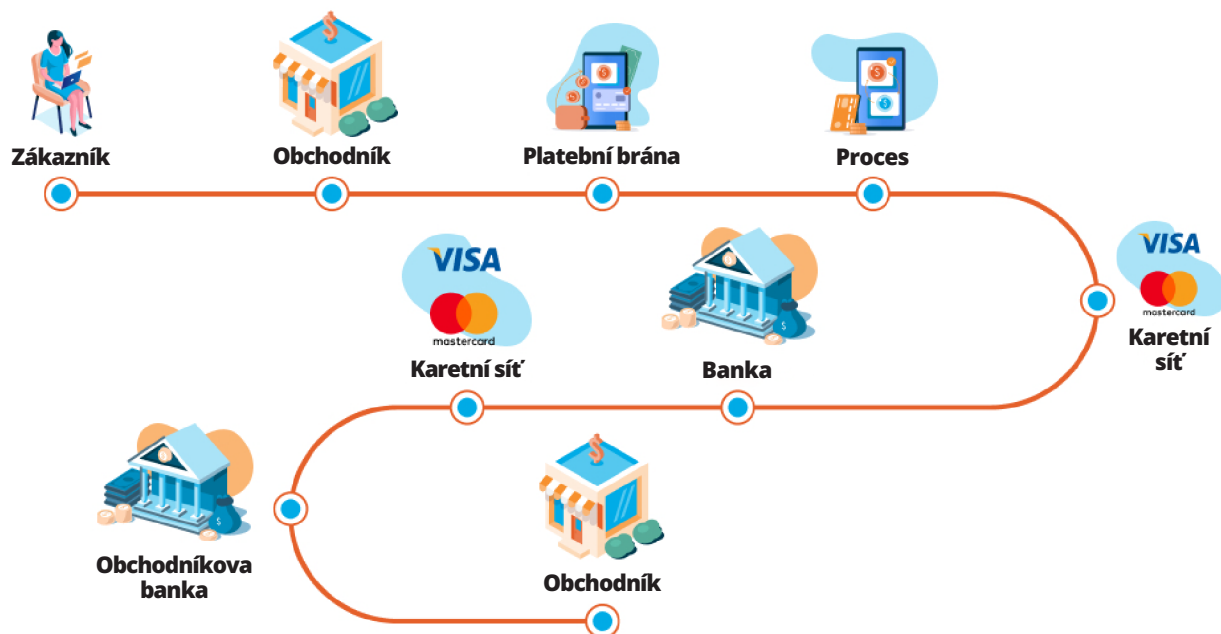 Zákazník
Obchodník
Platební brána
Proces
VISA
mastercard
Karetní
síť
Banka
VISA
mastercard
Karetní síť
Obchodníkova
banka
Obchodník